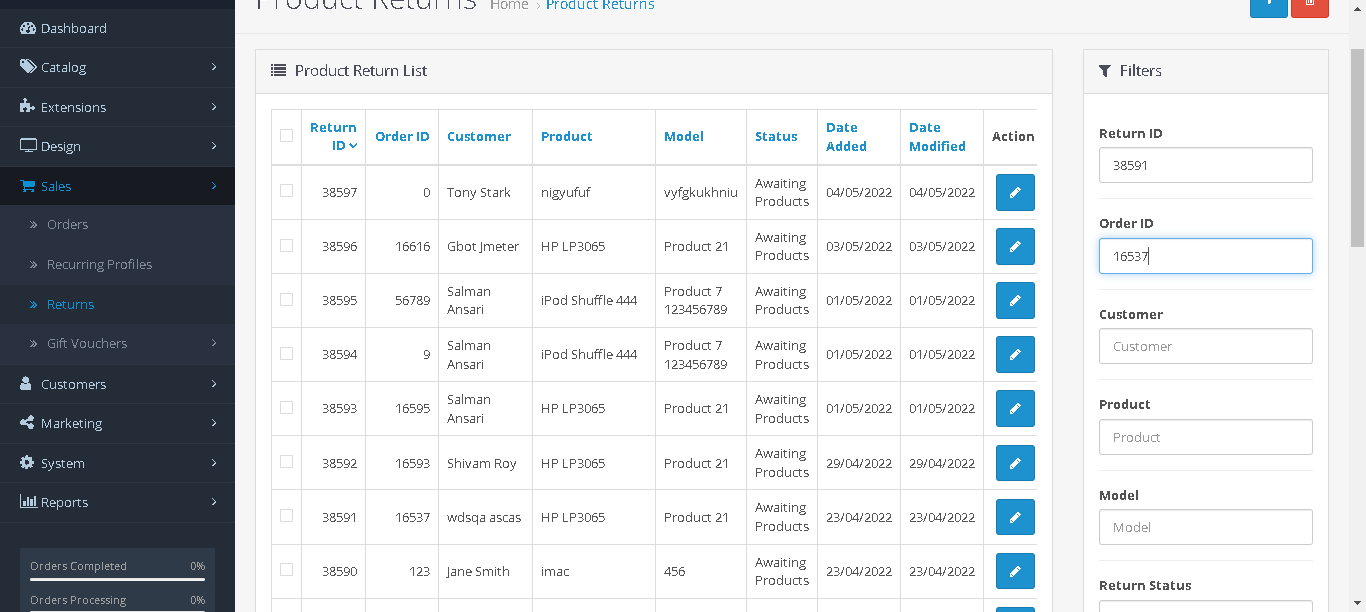 Product Returns Home › Product Returns
Dashboard
Catalog
Extensions
Design
Sales
» Orders
» Recurring Profiles
» Returns
» Gift Vouchers
Customers
Marketing
System
Reports
Orders Completed 0%
Orders Processing 0%
Product Return List
Return ID Order ID Customer Product Model Status Date Added Date Modified Action
38597 0 Tony Stark nigyufuf vyfgkukhniu Awaiting Products 04/05/2022 04/05/2022
38596 16616 Gbot Jmeter HP LP3065 Product 21 Awaiting Products 03/05/2022 03/05/2022
38595 56789 Salman Ansari iPod Shuffle 444 Product 7 123456789 Awaiting Products 01/05/2022 01/05/2022
38594 9 Salman Ansari iPod Shuffle 444 Product 7 123456789 Awaiting Products 01/05/2022 01/05/2022
38593 16595 Salman Ansari HP LP3065 Product 21 Awaiting Products 01/05/2022 01/05/2022
38592 16593 Shivam Roy HP LP3065 Product 21 Awaiting Products 29/04/2022 29/04/2022
38591 16537 wdsqa ascas HP LP3065 Product 21 Awaiting Products 23/04/2022 23/04/2022
38590 123 Jane Smith imac 456 Awaiting Products 23/04/2022 23/04/2022
Filters
Return ID
38591
Order ID
16537
Customer
Customer
Product
Product
Model
Model
Return Status